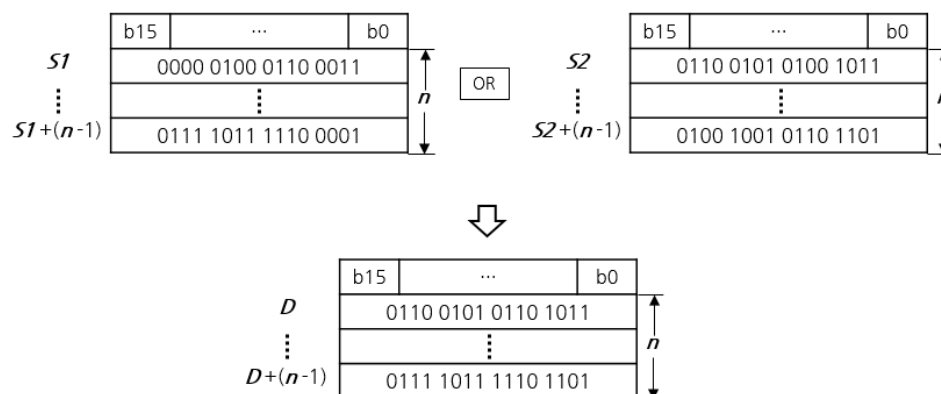 b15 ... b0
S1 0000 0100 0110 0011
S1+(n-1) 0111 1011 1110 0001
n
OR
b15 ... b0
S2 0110 0101 0100 1011
S2+(n-1) 0100 1001 0110 1101
b15 ... b0
D 0110 0101 0110 1011
D+(n-1) 0111 1011 1110 1101
n